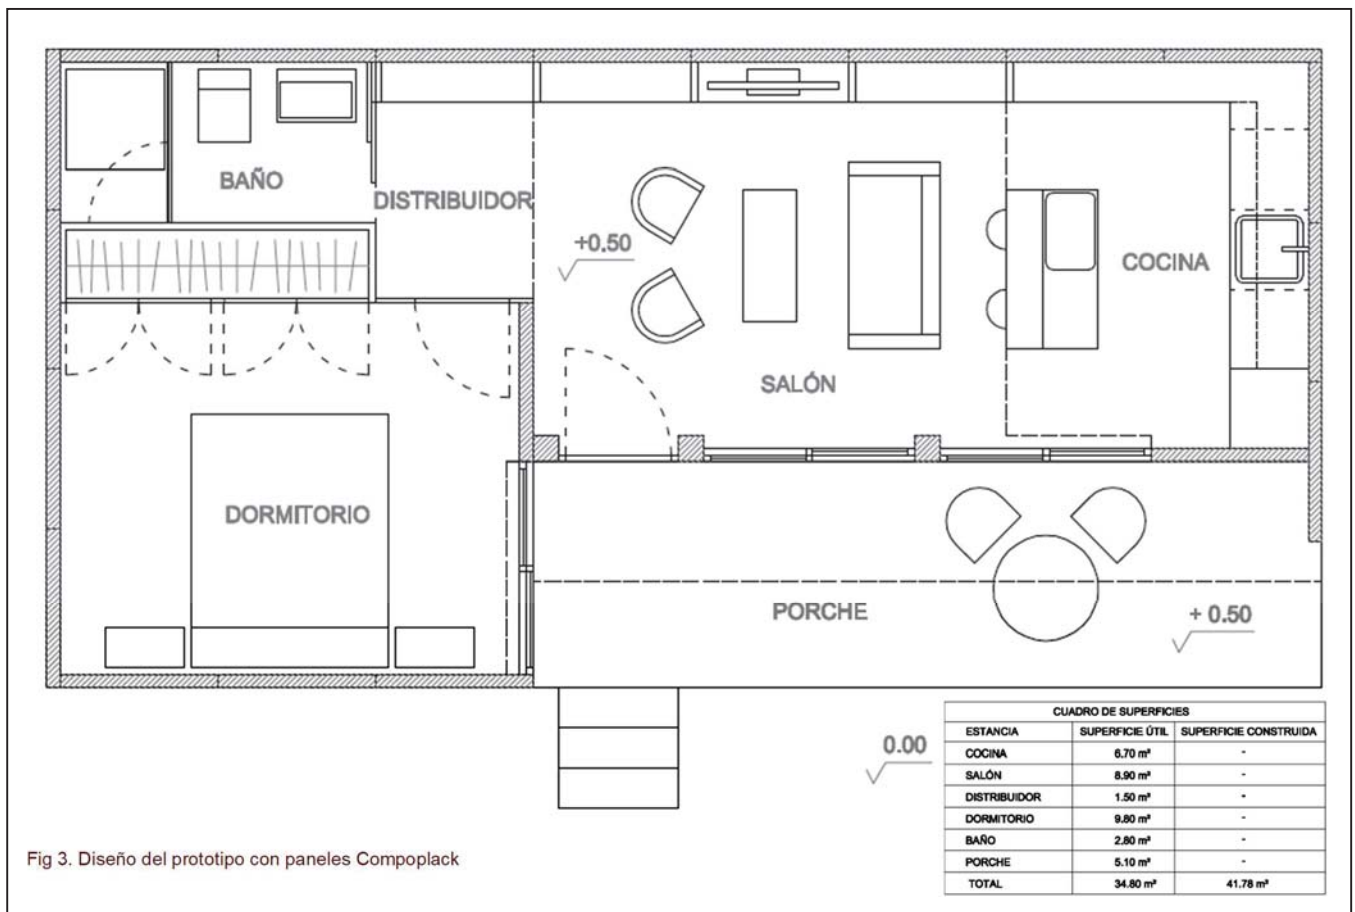 BAÑO
DISTRIBUIDOR
+0.50
COCINA
SALÓN
DORMITORIO
PORCHE
+ 0.50
0.00
CUADRO DE SUPERFICIES
ESTANCIA SUPERFICIE ÚTIL SUPERFICIE CONSTRUIDA
COCINA 6.70 m² -
SALÓN 8.90 m² -
DISTRIBUIDOR 1.50 m² -
DORMITORIO 9.80 m² -
BAÑO 2.80 m² -
PORCHE 5.10 m² -
TOTAL 34.80 m² 41.78 m²
Fig 3. Diseño del prototipo con paneles Compoplack